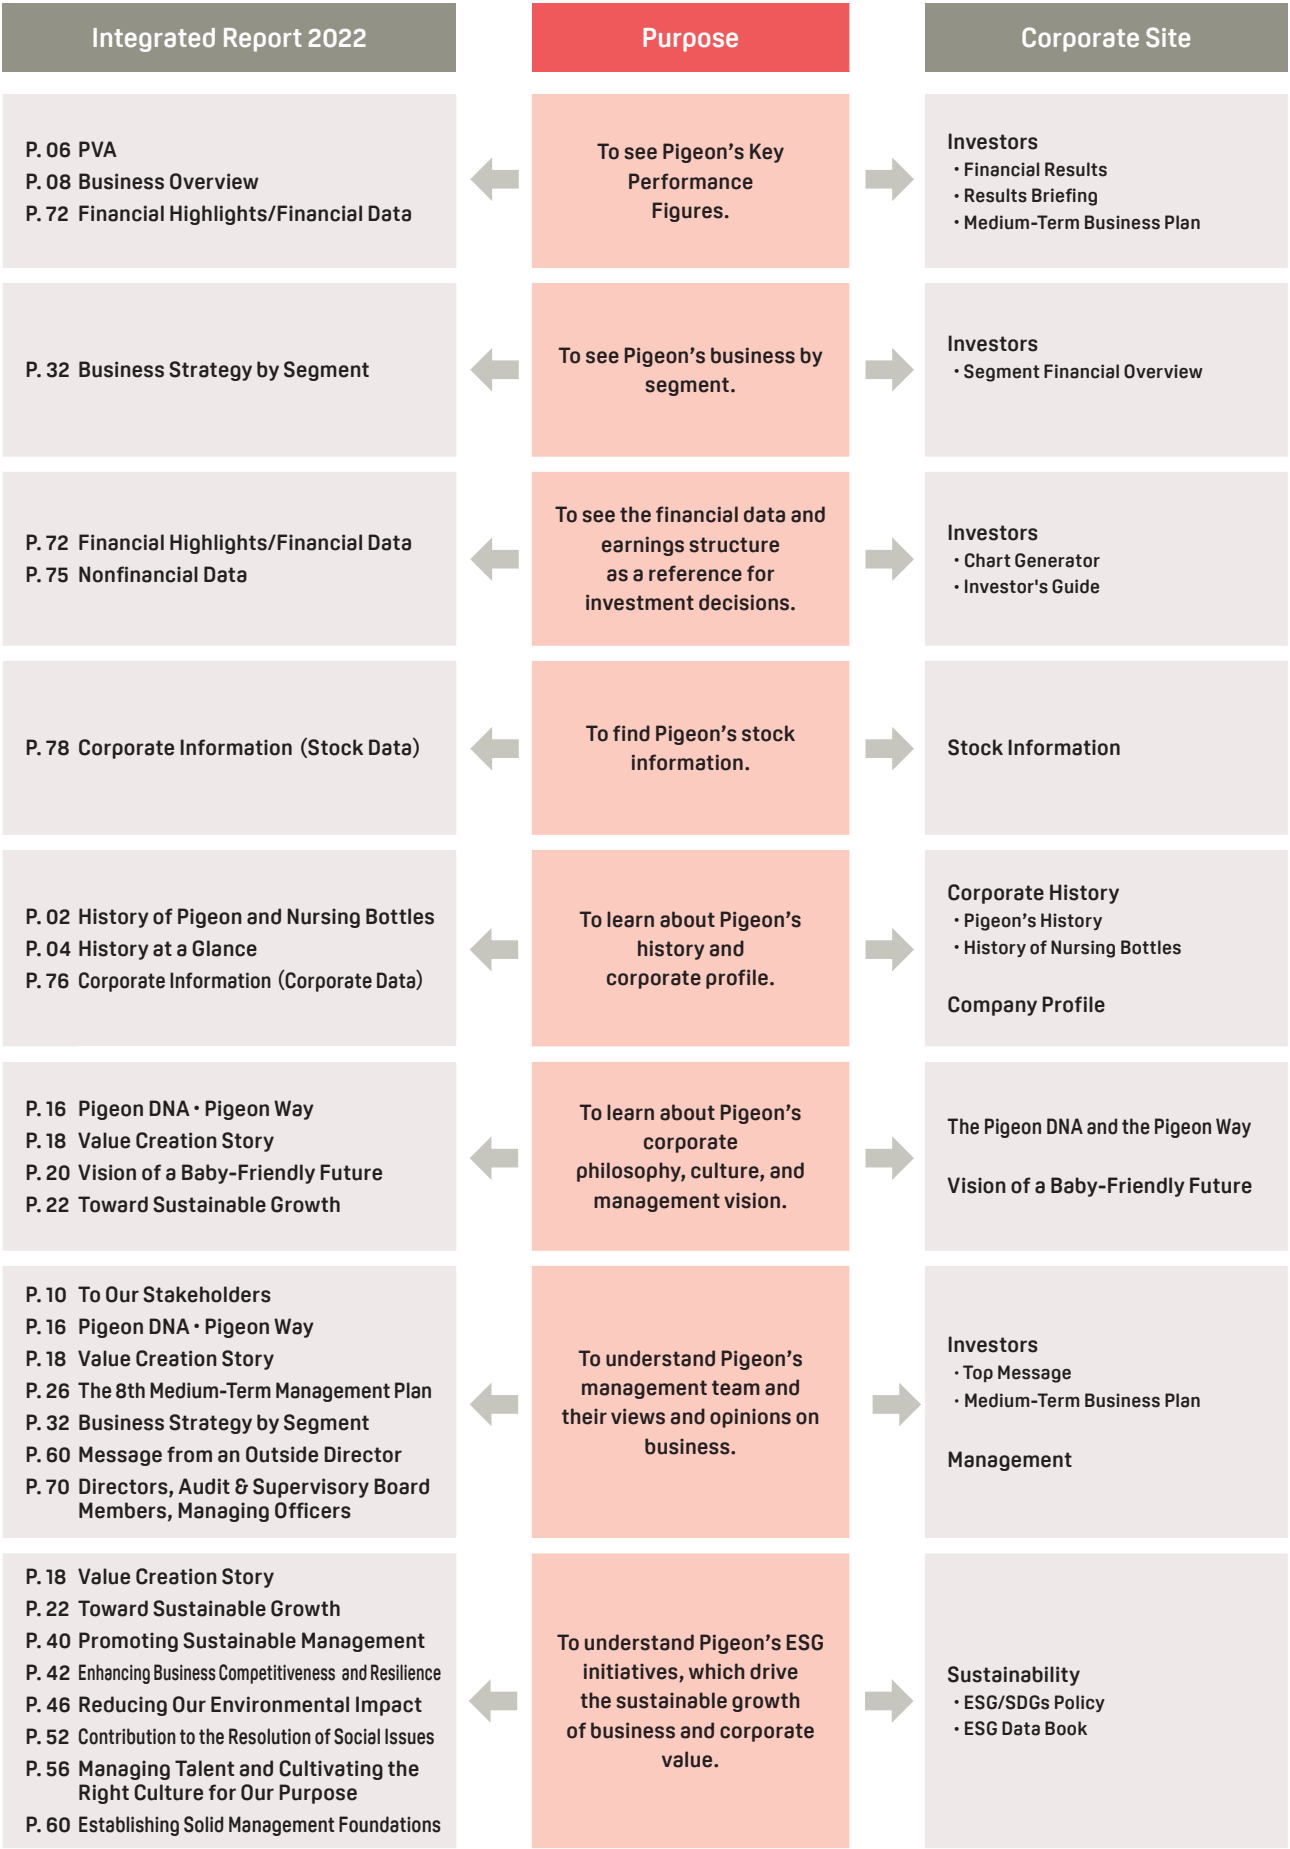 Integrated Report 2022
Purpose
Corporate Site
P. 06 PVA
P. 08 Business Overview
P. 72 Financial Highlights/Financial Data
To see Pigeon's Key
Performance
Figures.
Investors
・Financial Results
・Results Briefing
・Medium-Term Business Plan
P. 32 Business Strategy by Segment
To see Pigeon's business by
segment.
Investors
・Segment Financial Overview
P. 72 Financial Highlights/Financial Data
P. 75 Nonfinancial Data
To see the financial data and
earnings structure
as a reference for
investment decisions.
Investors
・Chart Generator
・Investor's Guide
P. 78 Corporate Information (Stock Data)
To find Pigeon's stock
information.
Stock Information
P. 02 History of Pigeon and Nursing Bottles
P. 04 History at a Glance
P. 76 Corporate Information (Corporate Data)
To learn about Pigeon's
history and
corporate profile.
Corporate History
・Pigeon's History
・History of Nursing Bottles
Company Profile
P. 16 Pigeon DNA・Pigeon Way
P. 18 Value Creation Story
P. 20 Vision of a Baby-Friendly Future
P. 22 Toward Sustainable Growth
To learn about Pigeon's
corporate
philosophy, culture, and
management vision.
The Pigeon DNA and the Pigeon Way
Vision of a Baby-Friendly Future
P. 10 To Our Stakeholders
P. 16 Pigeon DNA・Pigeon Way
P. 18 Value Creation Story
P. 26 The 8th Medium-Term Management Plan
P. 32 Business Strategy by Segment
P. 60 Message from an Outside Director
P. 70 Directors, Audit & Supervisory Board
Members, Managing Officers
To understand Pigeon's
management team and
their views and opinions on
business.
Investors
・Top Message
・Medium-Term Business Plan
Management
P. 18 Value Creation Story
P. 22 Toward Sustainable Growth
P. 40 Promoting Sustainable Management
P. 42 Enhancing Business Competitiveness and Resilience
P. 46 Reducing Our Environmental Impact
P. 52 Contribution to the Resolution of Social Issues
P. 56 Managing Talent and Cultivating the
Right Culture for Our Purpose
P. 60 Establishing Solid Management Foundations
To understand Pigeon's ESG
initiatives, which drive
the sustainable growth
of business and corporate
value.
Sustainability
・ESG/SDGs Policy
・ESG Data Book